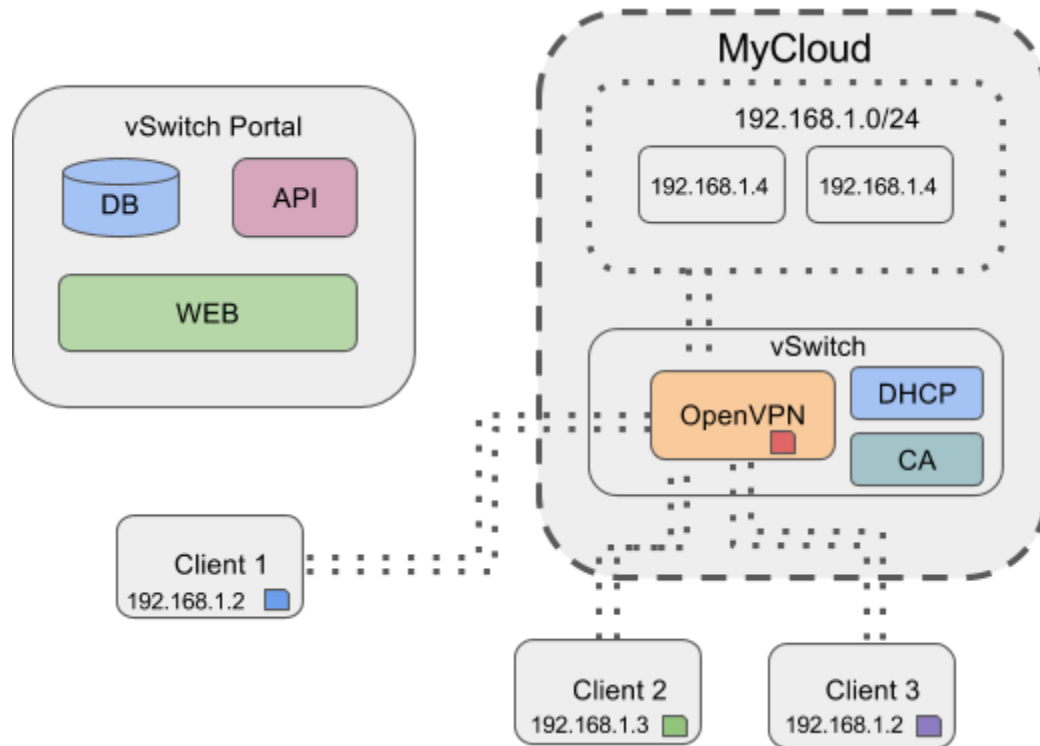 MyCloud
192.168.1.0/24
192.168.1.4
192.168.1.4
vSwitch Portal
DB
API
WEB
vSwitch
OpenVPN
DHCP
CA
Client 1
192.168.1.2
Client 2
192.168.1.3
Client 3
192.168.1.2